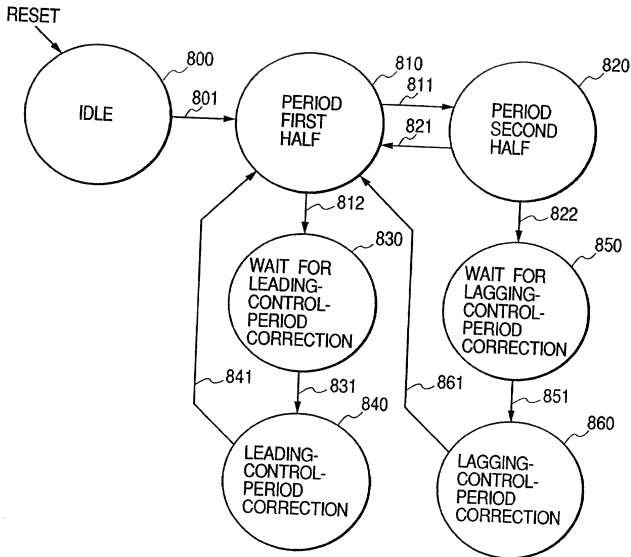 RESET
800
IDLE
801
810
PERIOD
FIRST
HALF
811
821
820
PERIOD
SECOND
HALF
812
822
830
WAIT FOR
LEADING-
CONTROL-
PERIOD
CORRECTION
850
WAIT FOR
LAGGING-
CONTROL-
PERIOD
CORRECTION
841
831
861
851
840
LEADING-
CONTROL-
PERIOD
CORRECTION
860
LAGGING-
CONTROL-
PERIOD
CORRECTION